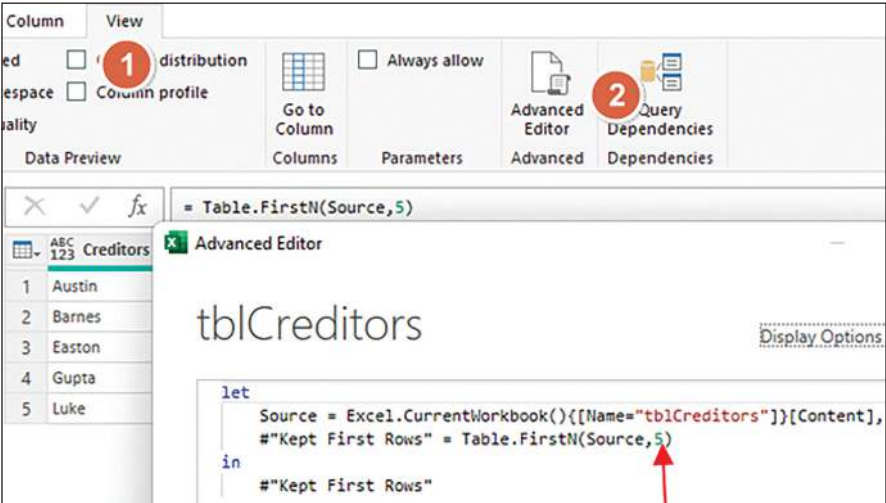 Column View
ed distribution Always allow
espace Column profile
uality
Go to Column
Advanced Editor
Query Dependencies
Data Preview Columns Parameters Advanced Dependencies
1
2
fx = Table.FirstN(Source,5)
ABC 123 Creditors
1 Austin
2 Barnes
3 Easton
4 Gupta
5 Luke
Advanced Editor
tblCreditors
Display Options
let
Source = Excel.CurrentWorkbook(){[Name="tblCreditors"]}[Content],
#"Kept First Rows" = Table.FirstN(Source,5)
in
#"Kept First Rows"